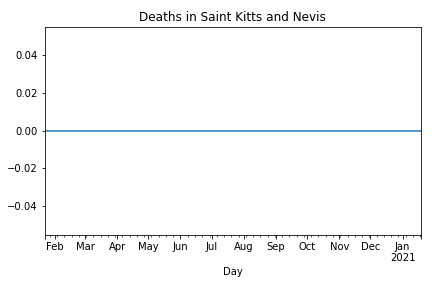 Deaths in Saint Kitts and Nevis
0.04
0.02
0.00
−0.02
−0.04
Feb Mar Apr May Jun Jul Aug Sep Oct Nov Dec Jan
2021
Day